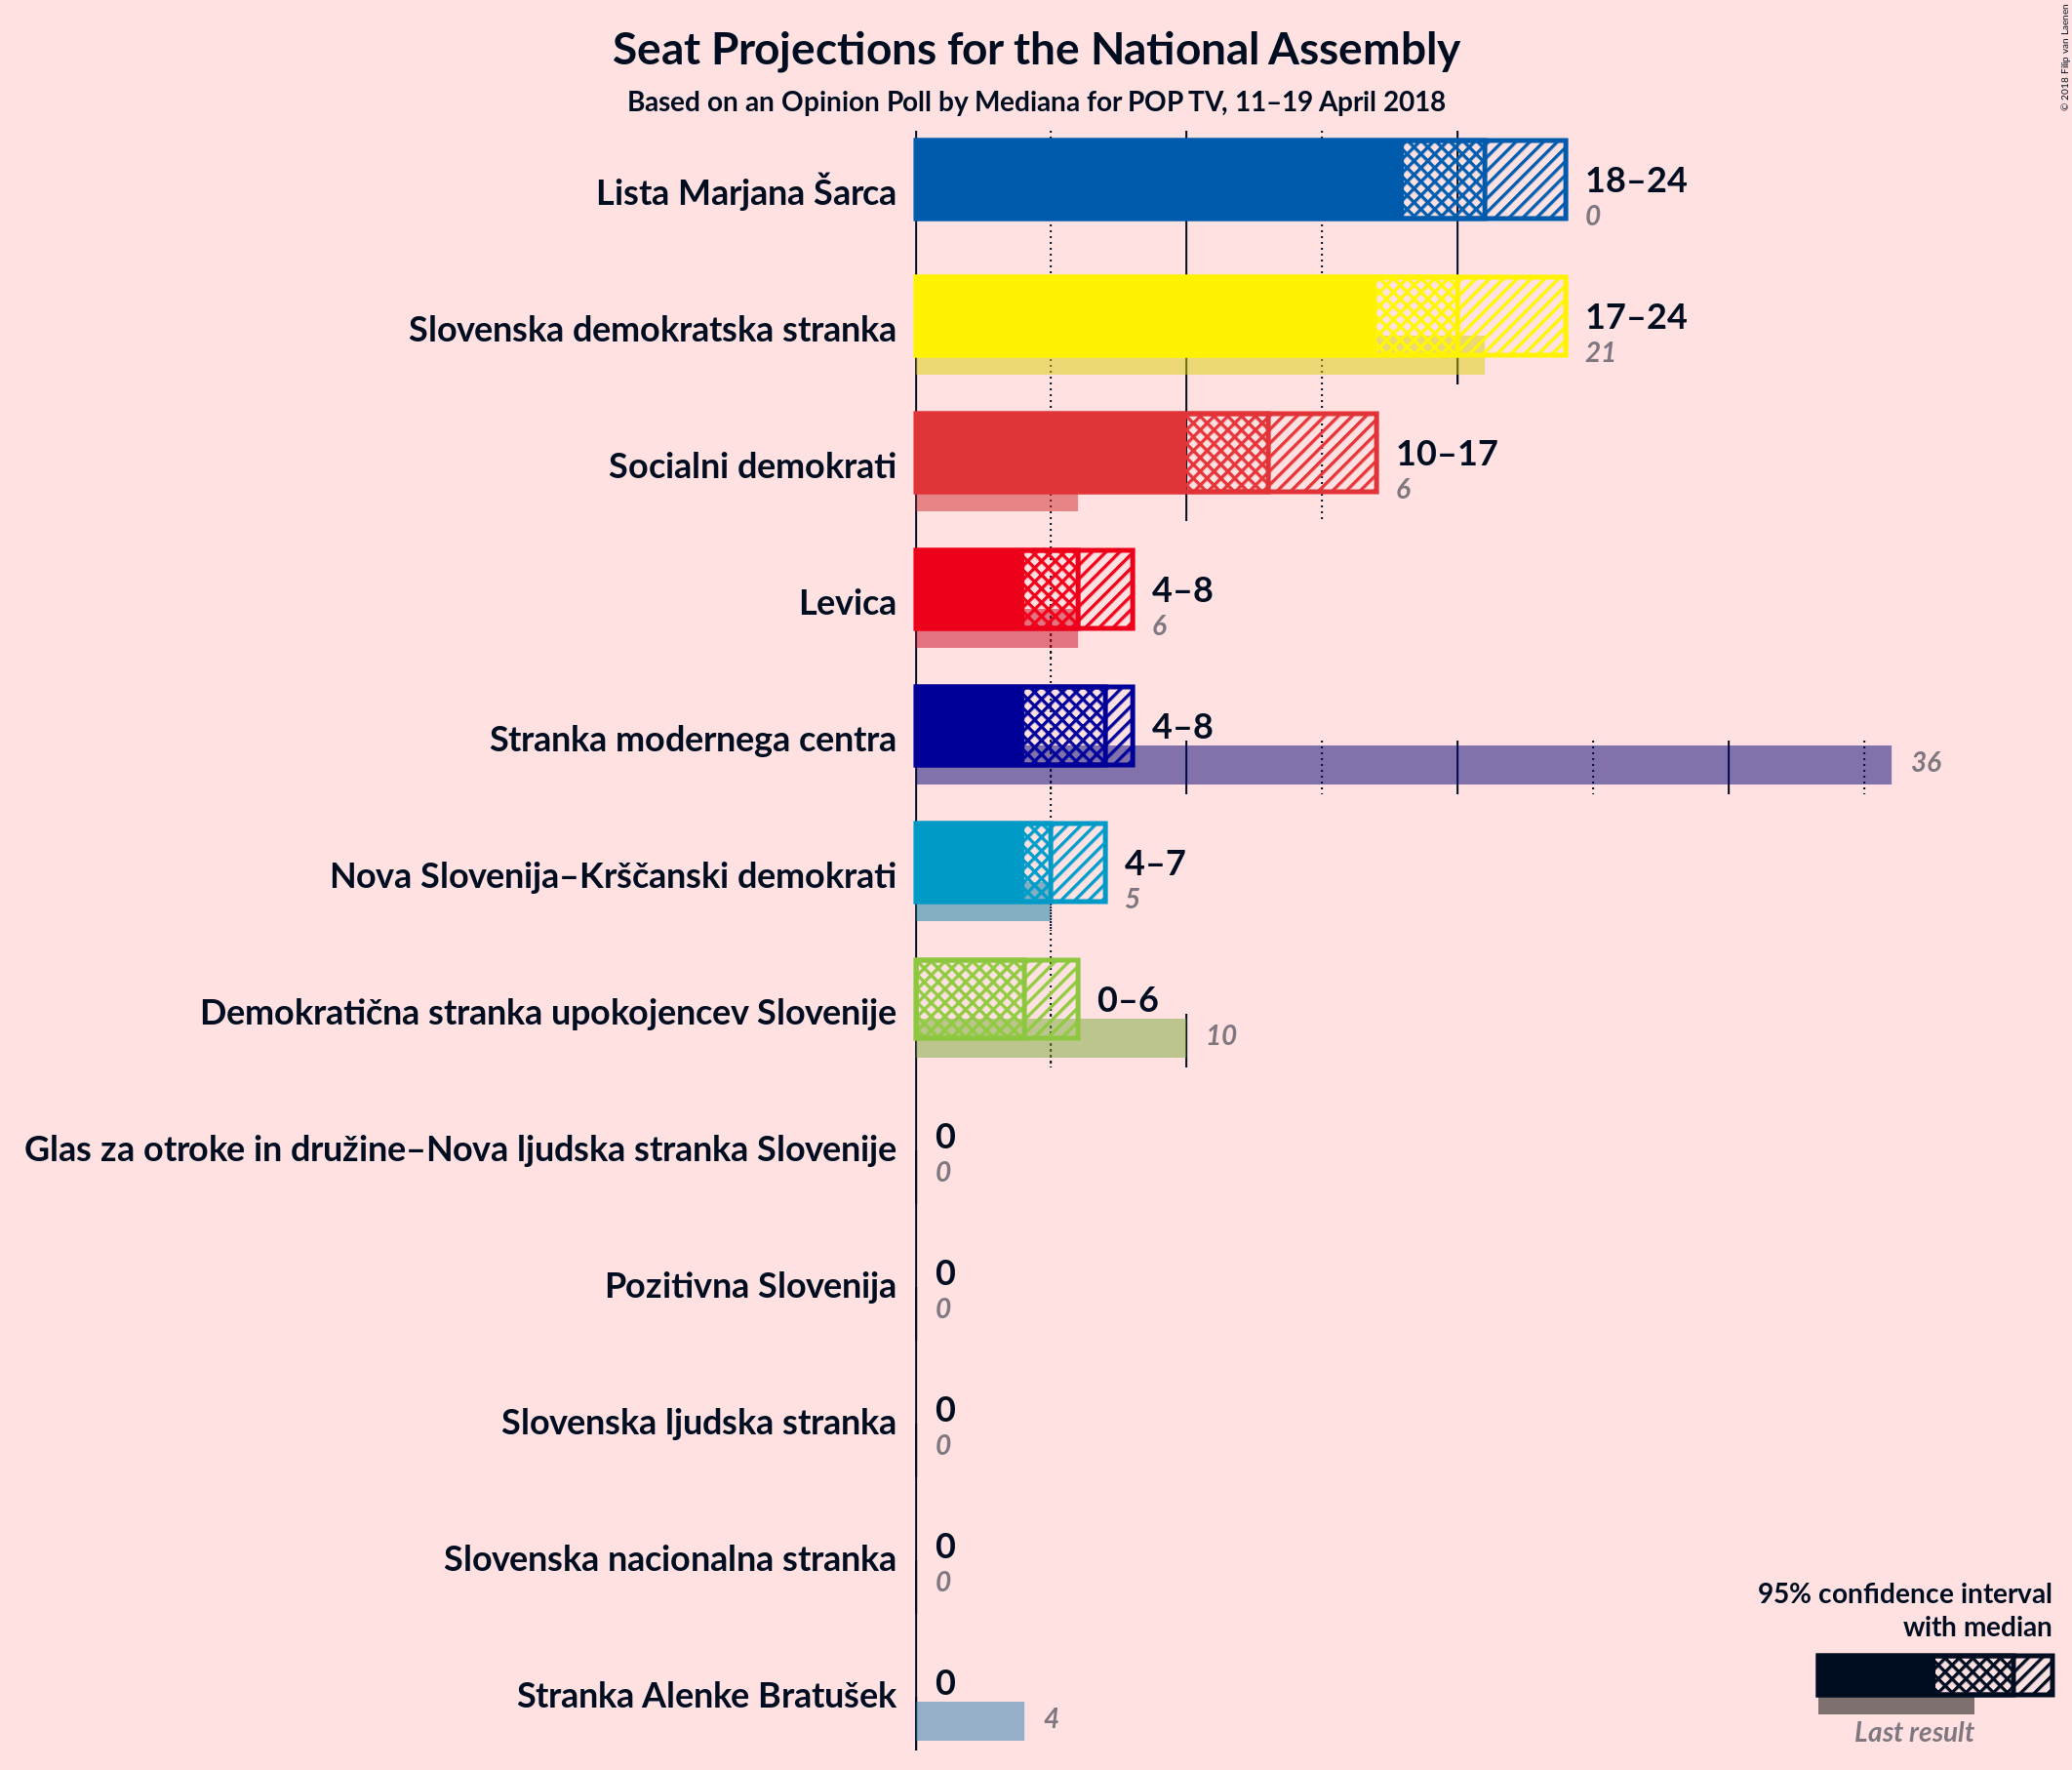 © 2018 Filip van Laenen
Seat Projections for the National Assembly
Based on an Opinion Poll by Mediana for POP TV, 11–19 April 2018
Lista Marjana Šarca
18–24
0
Slovenska demokratska stranka
17–24
21
Socialni demokrati
10–17
6
Levica
4–8
6
Stranka modernega centra
4–8
36
Nova Slovenija–Krščanski demokrati
4–7
5
Demokratična stranka upokojencev Slovenije
0–6
10
Glas za otroke in družine–Nova ljudska stranka Slovenije
0
0
Pozitivna Slovenija
0
0
Slovenska ljudska stranka
0
0
Slovenska nacionalna stranka
0
0
Stranka Alenke Bratušek
0
4
95% confidence interval
with median
Last result